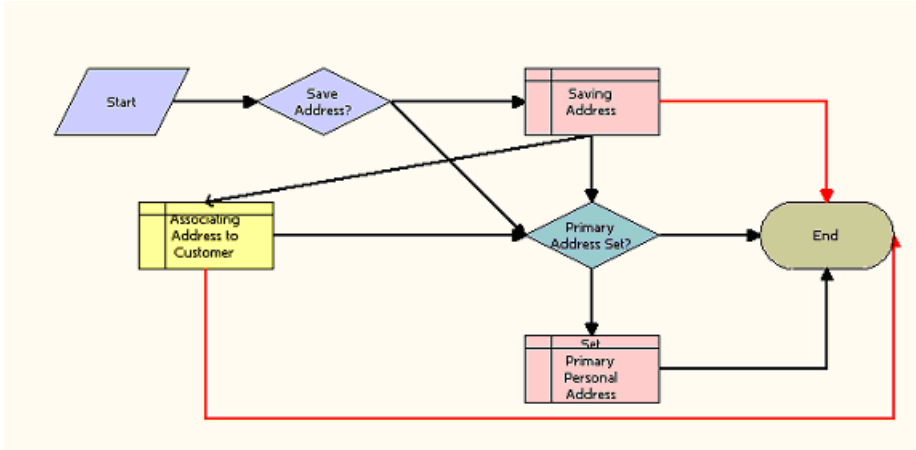 Start
Save
Address?
Saving
Address
Associating
Address to
Customer
Primary
Address Set?
End
Set
Primary
Personal
Address